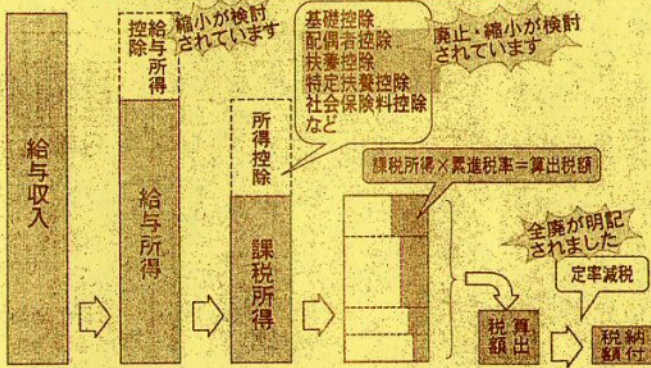 給与収入
給与所得
控除
縮小が検討
されています
給与所得
所得控除
課税所得
基礎控除
配偶者控除
扶養控除
特定扶養控除
社会保険料控除
など
廃止・縮小が検討
されています
課税所得×累進税率＝算出税額
算出
税額
全廃が明記
されました
定率減税
納付
税額